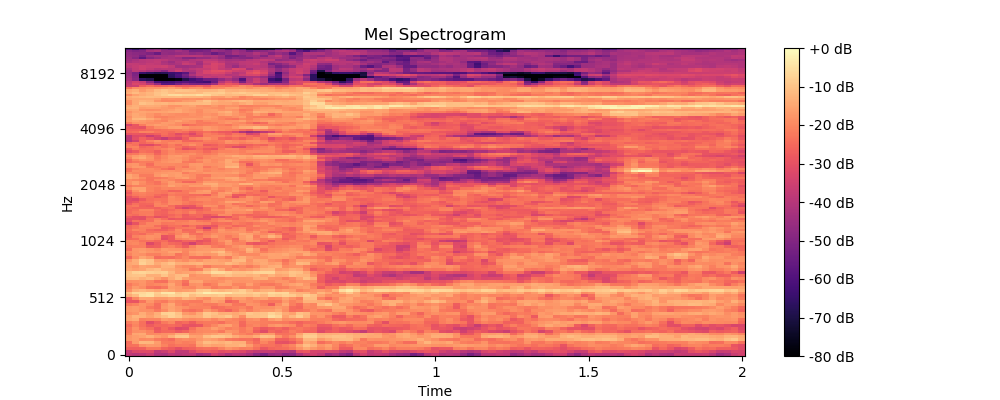 Mel Spectrogram
Hz
8192
4096
2048
1024
512
0
0 0.5 1 1.5 2
Time
+0 dB
-10 dB
-20 dB
-30 dB
-40 dB
-50 dB
-60 dB
-70 dB
-80 dB